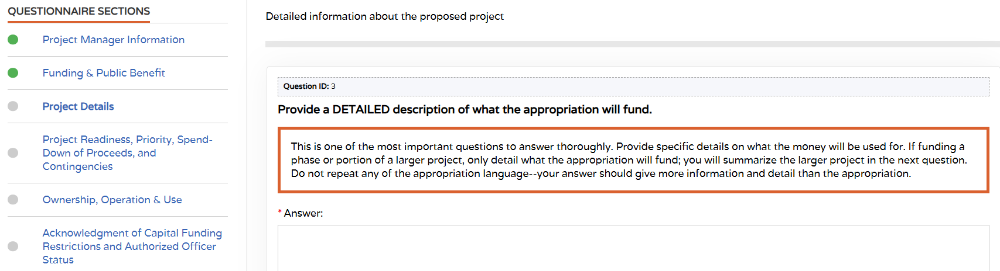 QUESTIONNAIRE SECTIONS
Project Manager Information
Funding & Public Benefit
Project Details
Project Readiness, Priority, Spend-
Down of Proceeds, and
Contingencies
Ownership, Operation & Use
Acknowledgment of Capital Funding
Restrictions and Authorized Officer
Status
Detailed information about the proposed project
Question ID: 3
Provide a DETAILED description of what the appropriation will fund.
This is one of the most important questions to answer thoroughly. Provide specific details on what the money will be used for. If funding a
phase or portion of a larger project, only detail what the appropriation will fund; you will summarize the larger project in the next question.
Do not repeat any of the appropriation language--your answer should give more information and detail than the appropriation.
* Answer: